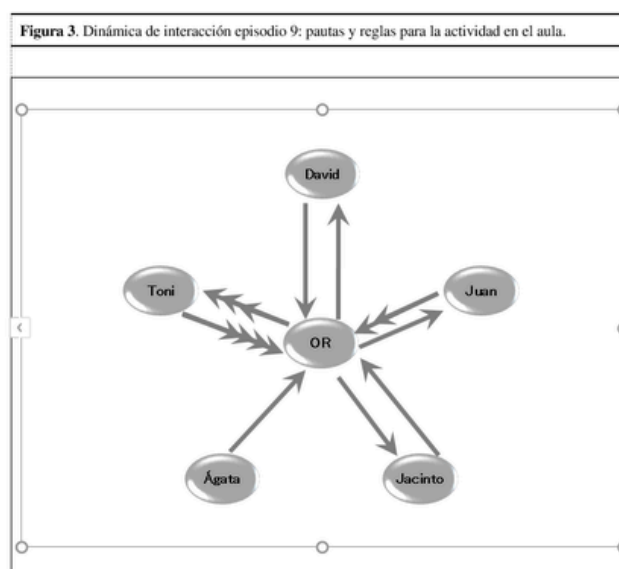 Figura 3. Dinámica de interacción episodio 9: pautas y reglas para la actividad en el aula.
David
Toni
Juan
OR
Ágata
Jacinto